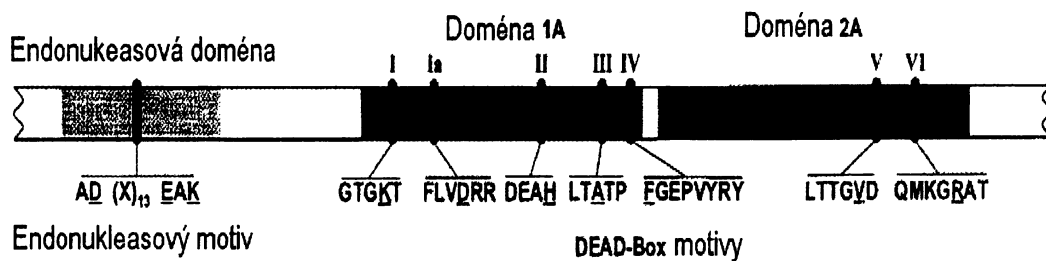 Endonukeasová doména
Doména 1A
Doména 2A
I Ia II III IV V VI
AD (X)13 EAK GTGKT FLVDRR DEAH LTATP FGEPVYRY LTTGVD QMKGRAT
Endonukleasový motiv
DEAD-Box motivy